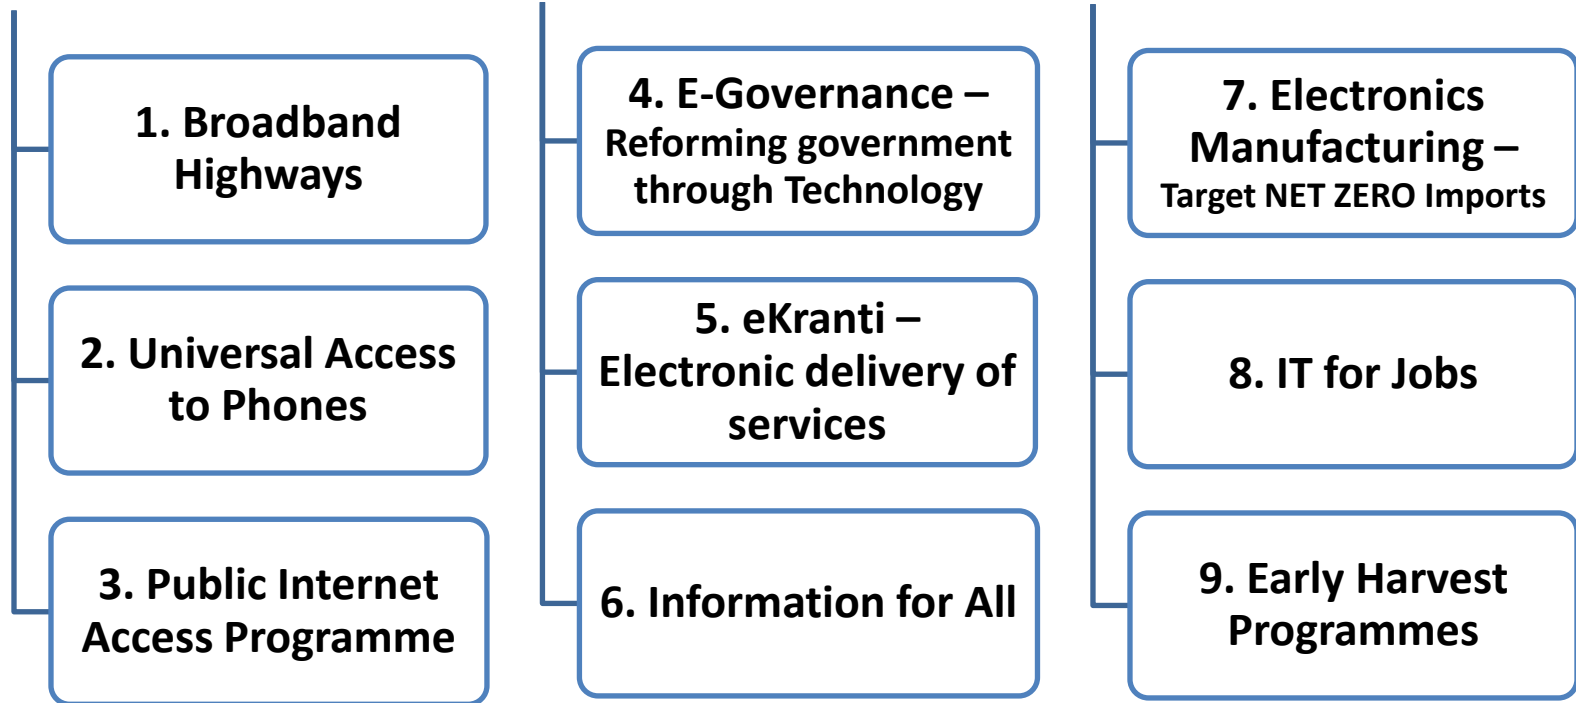 1. Broadband
Highways
2. Universal Access
to Phones
3. Public Internet
Access Programme
4. E-Governance –
Reforming government
through Technology
5. eKranti –
Electronic delivery of
services
6. Information for All
7. Electronics
Manufacturing –
Target NET ZERO Imports
8. IT for Jobs
9. Early Harvest
Programmes